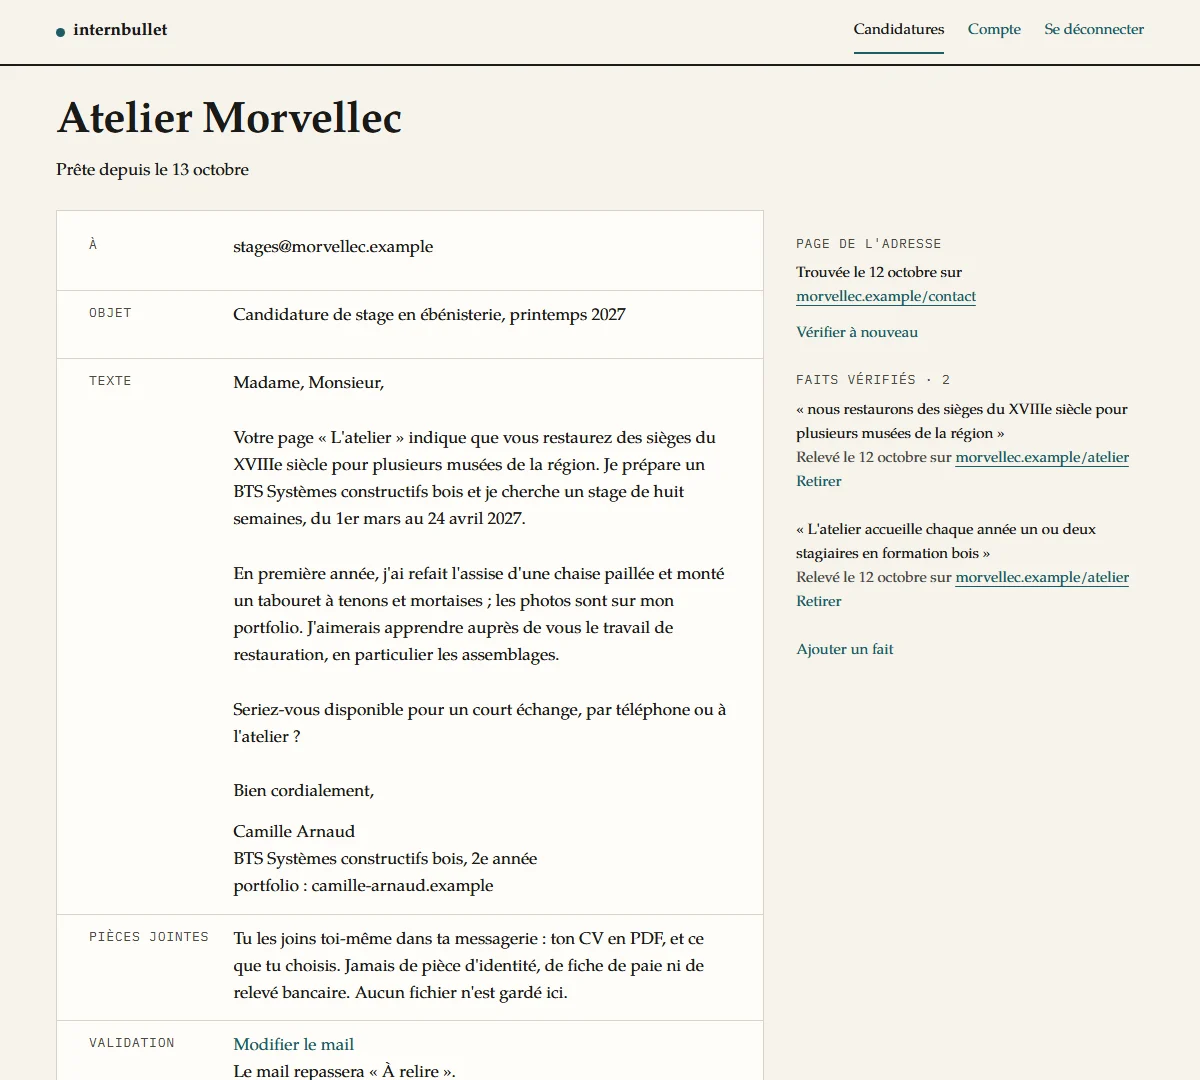 internbullet
Candidatures Compte Se déconnecter
Atelier Morvellec
Prête depuis le 13 octobre
À
stages@morvellec.example
OBJET
Candidature de stage en ébénisterie, printemps 2027
TEXTE
Madame, Monsieur,
Votre page « L'atelier » indique que vous restaurez des sièges du
XVIIIe siècle pour plusieurs musées de la région. Je prépare un
BTS Systèmes constructifs bois et je cherche un stage de huit
semaines, du 1er mars au 24 avril 2027.
En première année, j'ai refait l'assise d'une chaise paillée et monté
un tabouret à tenons et mortaises ; les photos sont sur mon
portfolio. J'aimerais apprendre auprès de vous le travail de
restauration, en particulier les assemblages.
Seriez-vous disponible pour un court échange, par téléphone ou à
l'atelier ?
Bien cordialement,
Camille Arnaud
BTS Systèmes constructifs bois, 2e année
portfolio : camille-arnaud.example
PIÈCES JOINTES
Tu les joins toi-même dans ta messagerie : ton CV en PDF, et ce
que tu choisis. Jamais de pièce d'identité, de fiche de paie ni de
relevé bancaire. Aucun fichier n'est gardé ici.
VALIDATION
Modifier le mail
Le mail repassera « À relire ».
PAGE DE L'ADRESSE
Trouvée le 12 octobre sur
morvellec.example/contact
Vérifier à nouveau
FAITS VÉRIFIÉS · 2
« nous restaurons des sièges du XVIIIe siècle pour
plusieurs musées de la région »
Relevé le 12 octobre sur morvellec.example/atelier
Retirer
« L'atelier accueille chaque année un ou deux
stagiaires en formation bois »
Relevé le 12 octobre sur morvellec.example/atelier
Retirer
Ajouter un fait